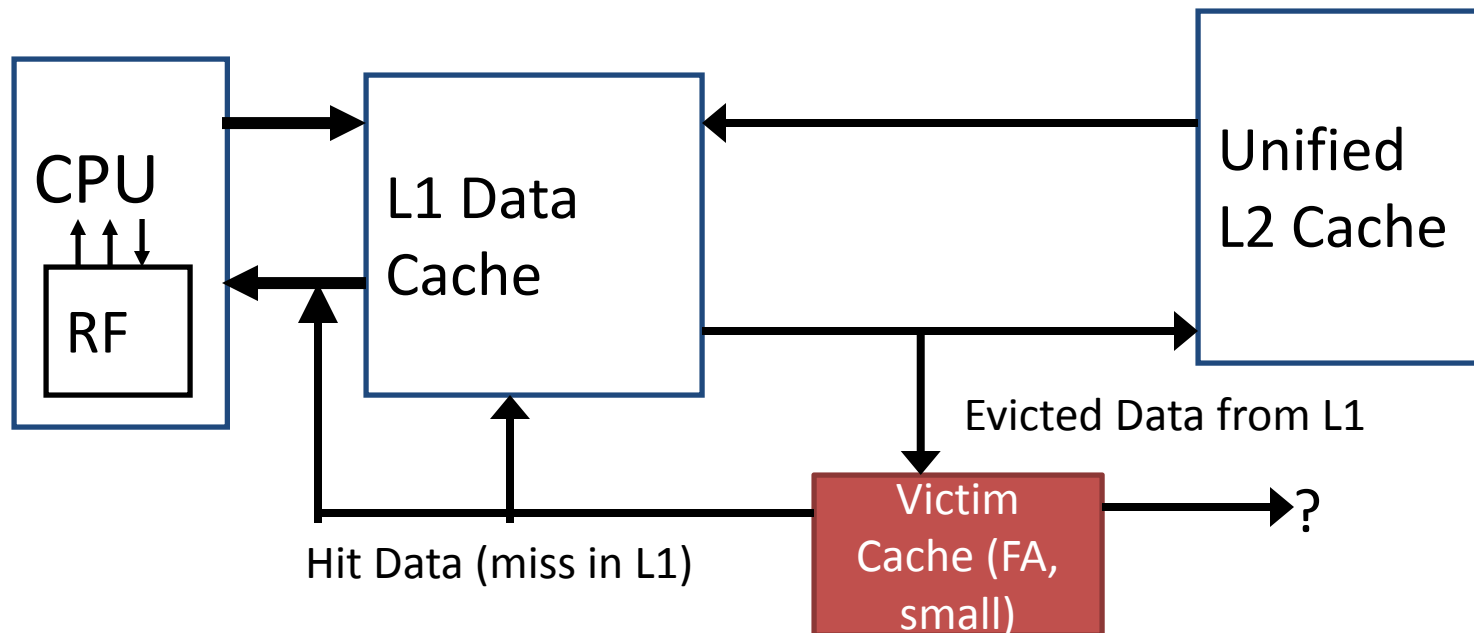 CPU
RF
L1 Data
Cache
Unified
L2 Cache
Evicted Data from L1
Hit Data (miss in L1)
Victim
Cache (FA,
small)
?